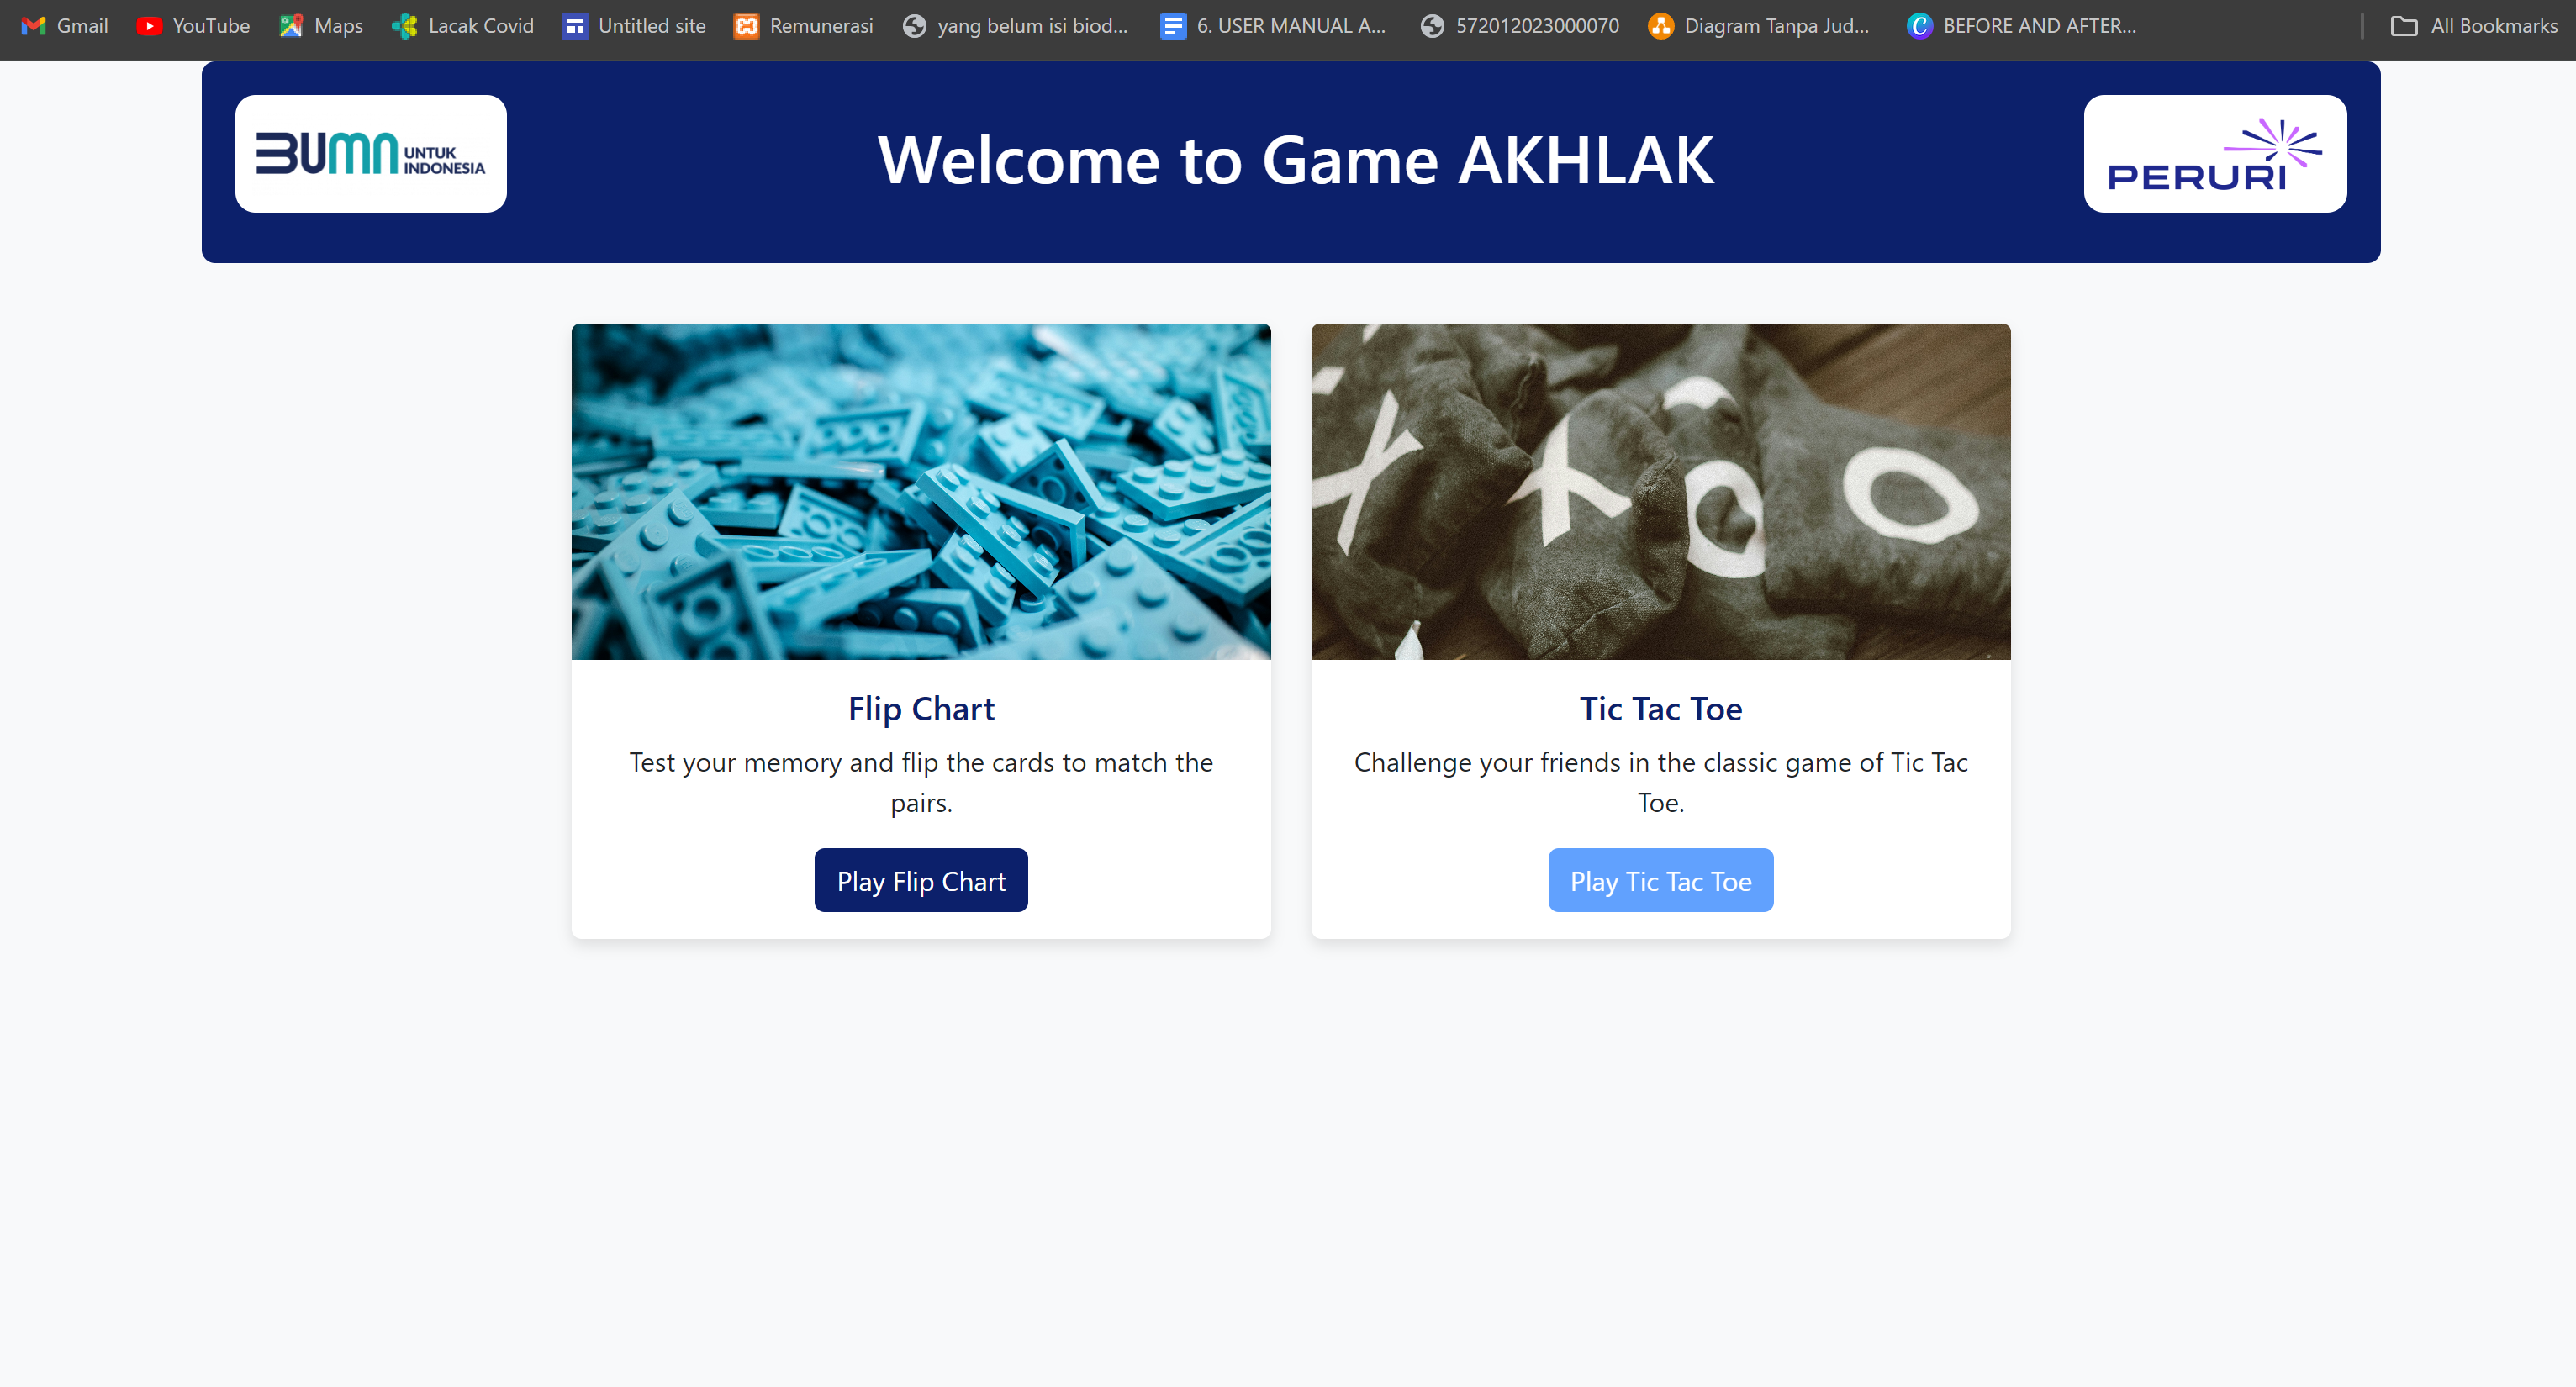 Gmail YouTube Maps Lacak Covid Untitled site Remunerasi yang belum isi biod... 6. USER MANUAL A... 572012023000070 Diagram Tanpa Jud... BEFORE AND AFTER... All Bookmarks
BUMN UNTUK
INDONESIA
Welcome to Game AKHLAK
PERURI
X X O O
Flip Chart
Test your memory and flip the cards to match the
pairs.
Play Flip Chart
Tic Tac Toe
Challenge your friends in the classic game of Tic Tac
Toe.
Play Tic Tac Toe